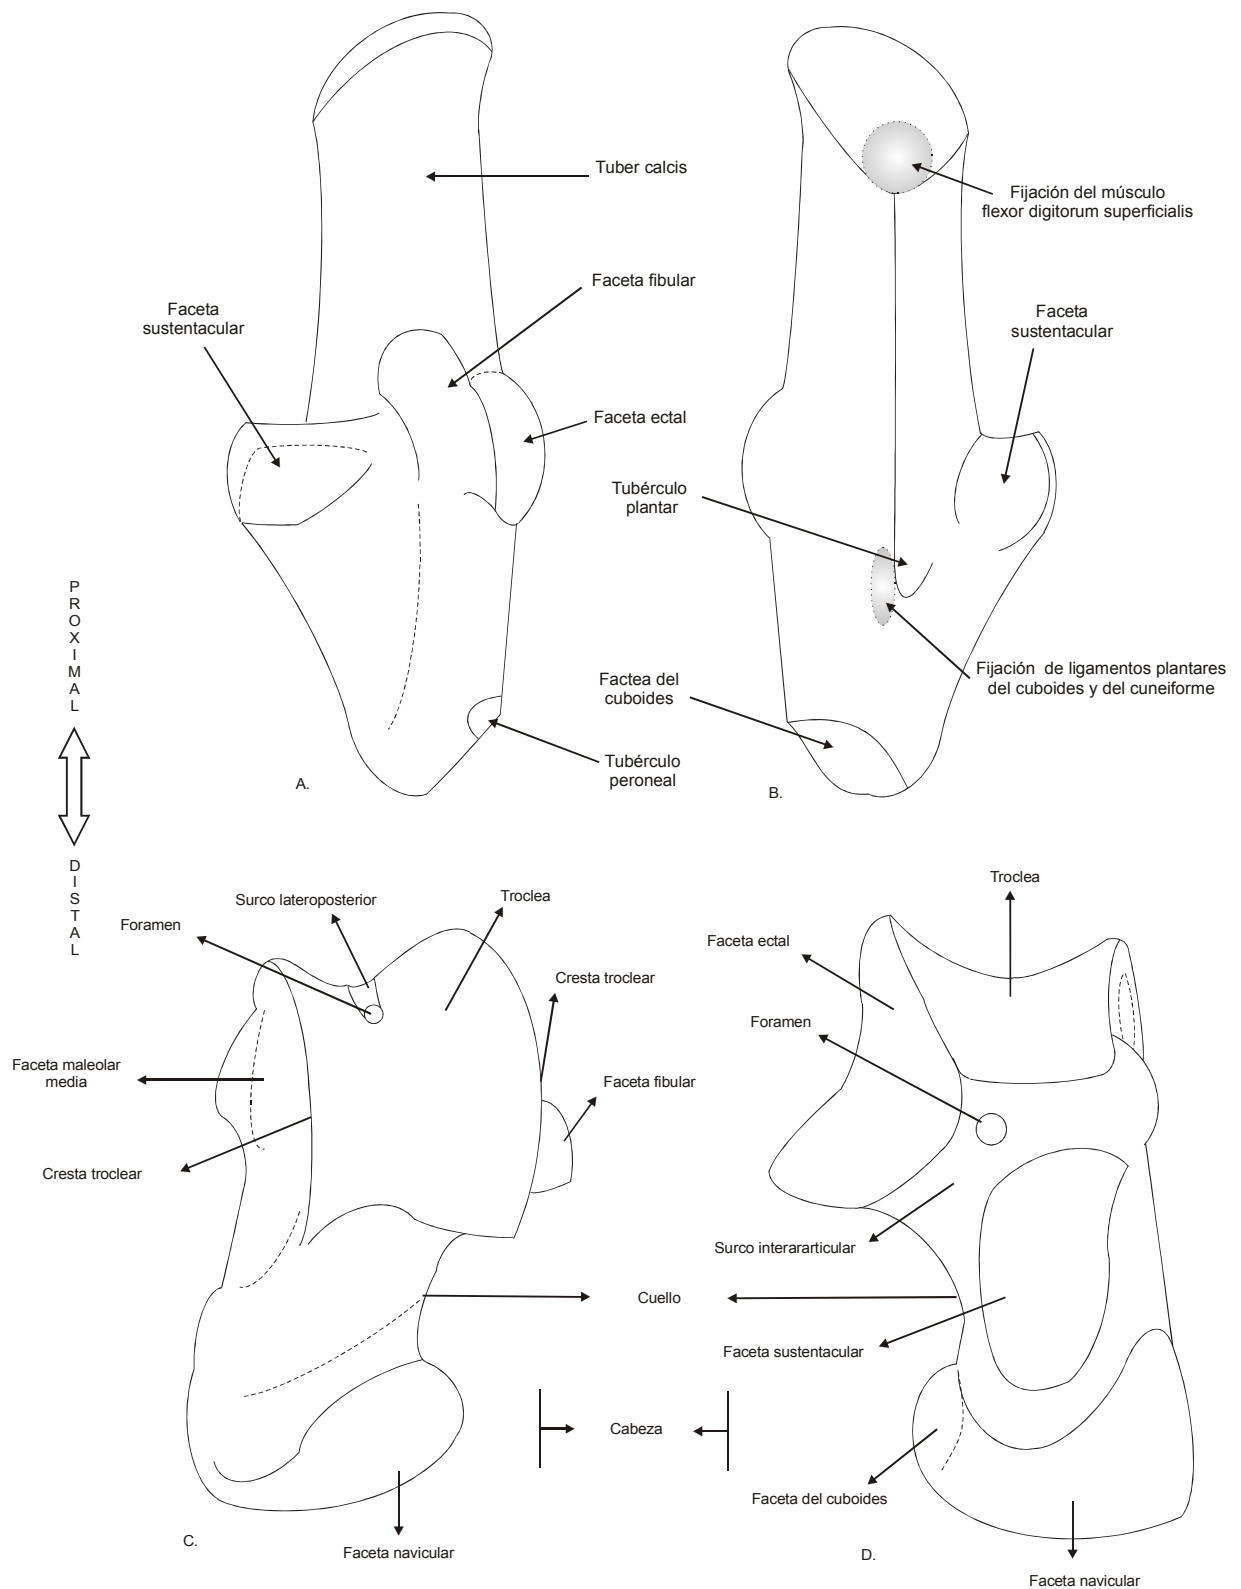 Tuber calcis
Fijación del músculo
flexor digitorum superficialis
Faceta fibular
Faceta
sustentacular
Faceta
sustentacular
Faceta ectal
Tubérculo
plantar
PROXIMAL
Fijación de ligamentos plantares
del cuboides y del cuneiforme
Factea del
cuboides
Tubérculo
peroneal
A.
B.
DISTAL
Troclea
Surco lateroposterior
Troclea
Foramen
Faceta ectal
Cresta troclear
Foramen
Faceta maleolar
media
Faceta fibular
Cresta troclear
Surco interararticular
Cuello
Faceta sustentacular
Cabeza
Faceta del cuboides
C.
Faceta navicular
D.
Faceta navicular